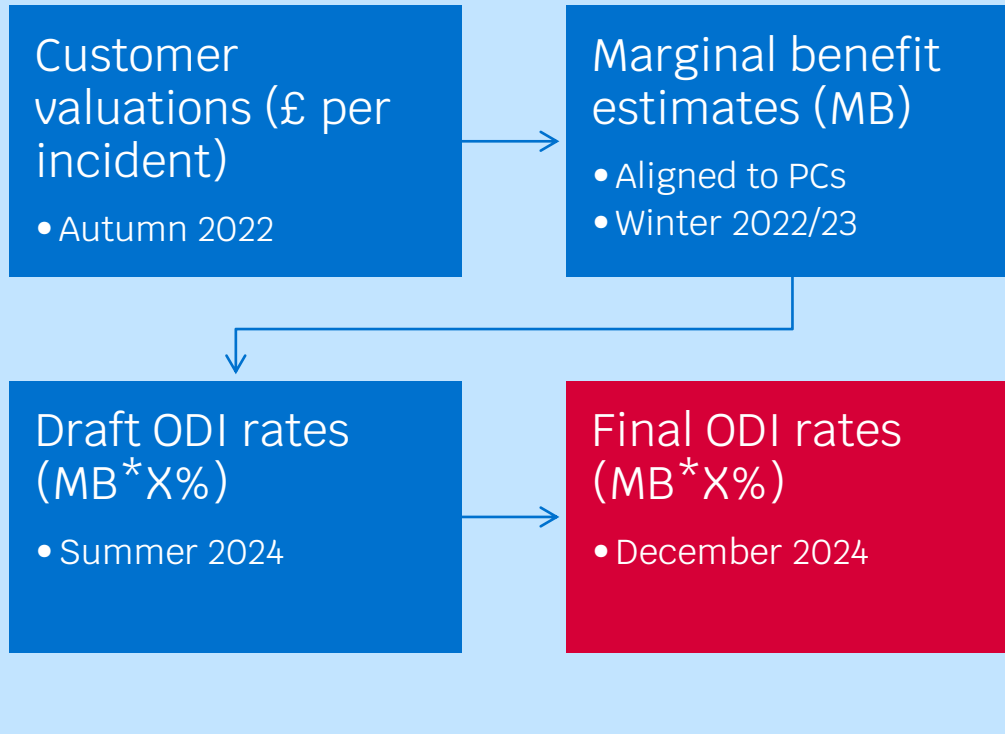 Customer
valuations (£ per
incident)
• Autumn 2022
Marginal benefit
estimates (MB)
• Aligned to PCs
• Winter 2022/23
Draft ODI rates
(MB*X%)
• Summer 2024
Final ODI rates
(MB*X%)
• December 2024